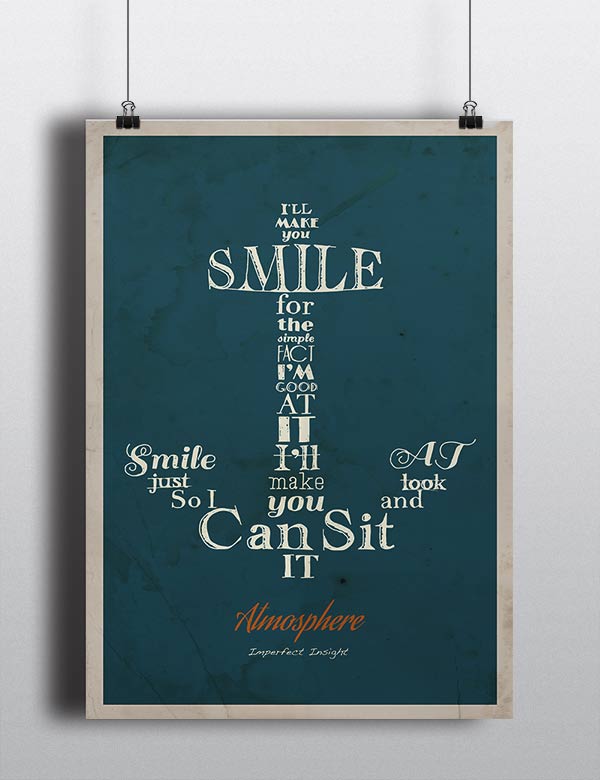 I'LL
MAKE
you
SMILE
for
the
simple
FACT
I'M
GOOD
AT
IT
I'll
make
you
Smile
just
So I
Can Sit
and
look
AT
IT
Atmosphere
Imperfect Insight